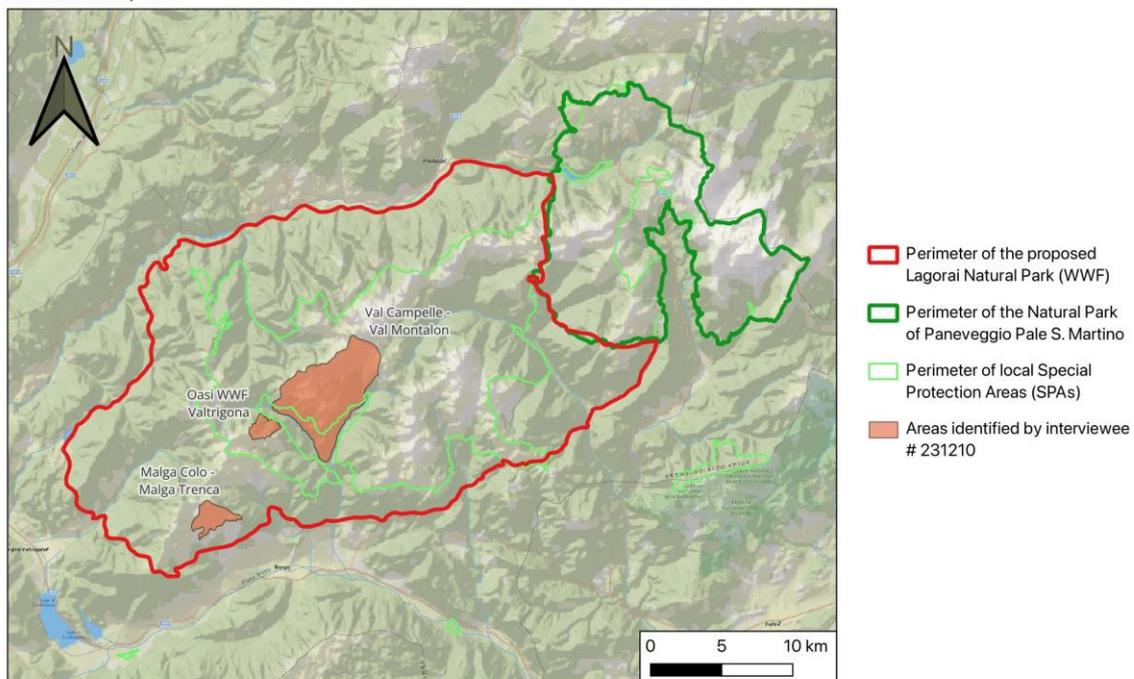 N
Val Campelle -
Val Montalon
Oasi WWF
Valtrigona
Malga Colo -
Malga Trenca
Borgo
0 5 10 km
Perimeter of the proposed
Lagorai Natural Park (WWF)
Perimeter of the Natural Park
of Paneveggio Pale S. Martino
Perimeter of local Special
Protection Areas (SPAs)
Areas identified by interviewee
# 231210